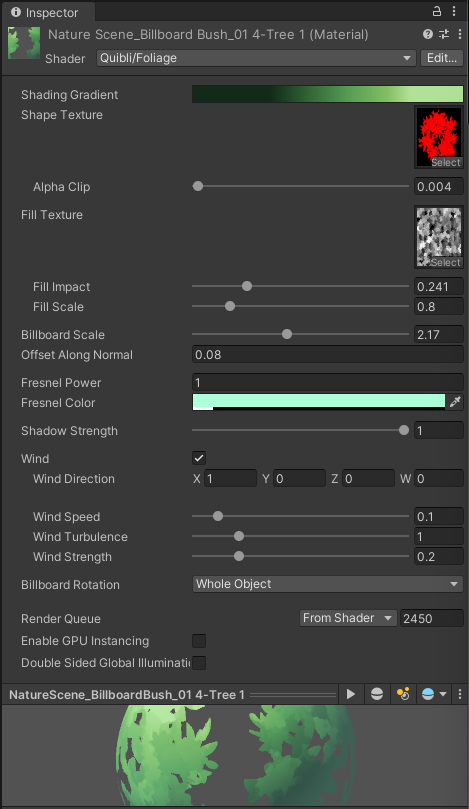 Inspector
Nature Scene_Billboard Bush_01 4-Tree 1 (Material)
Shader Quibli/Foliage Edit...
Shading Gradient
Shape Texture
Select
Alpha Clip 0.004
Fill Texture
Select
Fill Impact 0.241
Fill Scale 0.8
Billboard Scale 2.17
Offset Along Normal 0.08
Fresnel Power 1
Fresnel Color
Shadow Strength 1
Wind
Wind Direction X 1 Y 0 Z 0 W 0
Wind Speed 0.1
Wind Turbulence 1
Wind Strength 0.2
Billboard Rotation Whole Object
Render Queue From Shader 2450
Enable GPU Instancing
Double Sided Global Illuminati
NatureScene_BillboardBush_01 4-Tree 1